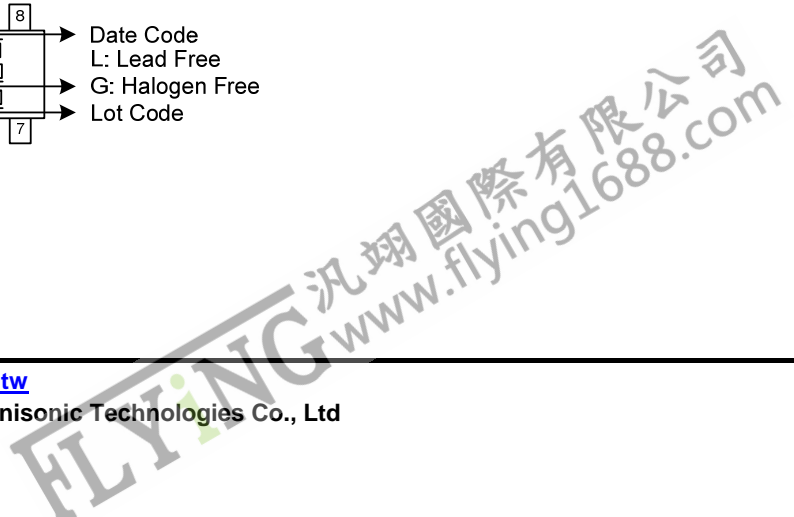 8
Date Code
L: Lead Free
G: Halogen Free
Lot Code
7
FLYiNG 汎翊國際有限公司
www.flying1688.com
tw
nisonic Technologies Co., Ltd